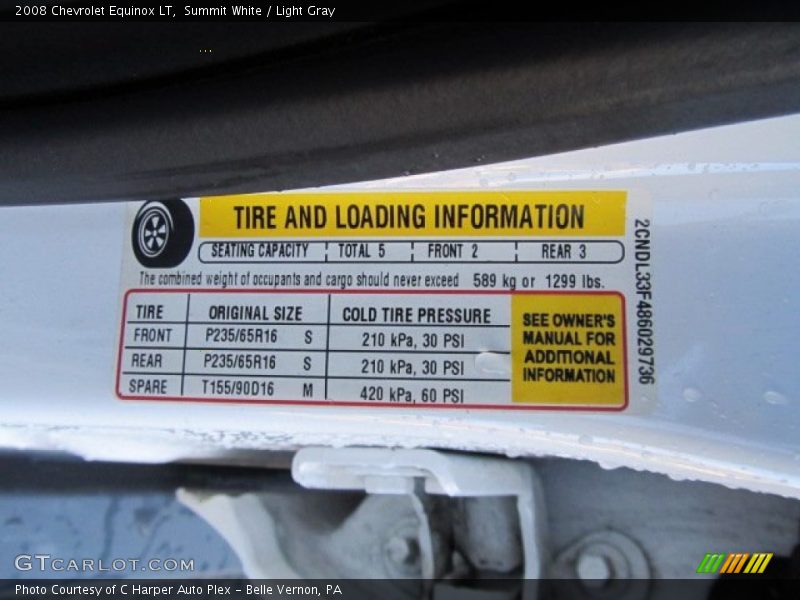 2008 Chevrolet Equinox LT,  Summit White / Light Gray
TIRE AND LOADING INFORMATION
SEATING CAPACITY TOTAL 5 FRONT 2 REAR 3
The combined weight of occupants and cargo should never exceed 589 kg or 1299 lbs.
TIRE ORIGINAL SIZE COLD TIRE PRESSURE
FRONT P235/65R16 S 210 kPa, 30 PSI
REAR P235/65R16 S 210 kPa, 30 PSI
SPARE T155/90D16 M 420 kPa, 60 PSI
SEE OWNER'S
MANUAL FOR
ADDITIONAL
INFORMATION
2CNDL33F486029736
GTCARLOT.COM
Photo Courtesy of C Harper Auto Plex - Belle Vernon, PA